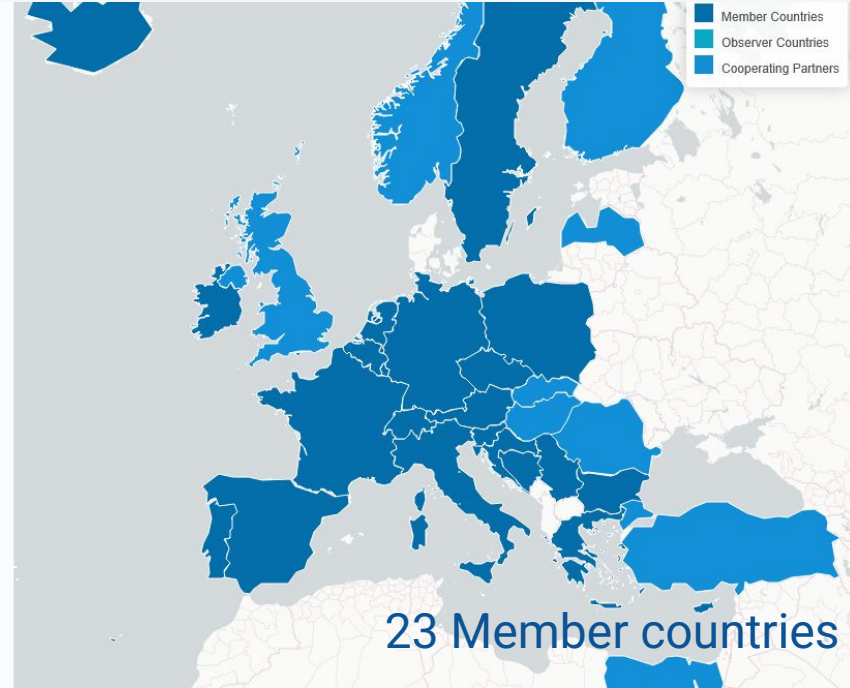 Member Countries
Observer Countries
Cooperating Partners
23 Member countries